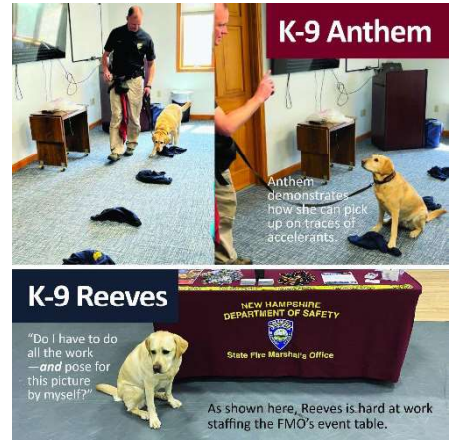 K-9 Anthem
Anthem
demonstrates
how she can pick
up on traces of
accelerants.
K-9 Reeves
"Do I have to do
all the work
—and pose for
this picture
by myself?"
NEW HAMPSHIRE
DEPARTMENT OF SAFETY
State Fire Marshal's Office
As shown here, Reeves is hard at work
staffing the FMO's event table.